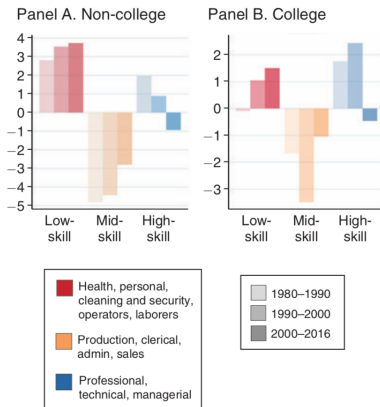 Panel A. Non-college
4
3
2
1
0
−1
−2
−3
−4
−5
Low-
skill
Mid-
skill
High-
skill
Panel B. College
2
1
0
−1
−2
−3
Low-
skill
Mid-
skill
High-
skill
Health, personal,
cleaning and security,
operators, laborers
Production, clerical,
admin, sales
Professional,
technical, managerial
1980–1990
1990–2000
2000–2016